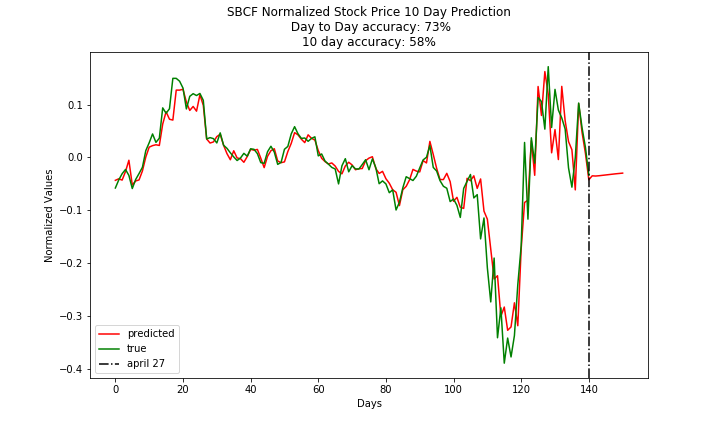 SBCF Normalized Stock Price 10 Day Prediction
Day to Day accuracy: 73%
10 day accuracy: 58%
Normalized Values
0.1
0.0
−0.1
−0.2
−0.3
−0.4
predicted
true
april 27
0 20 40 60 80 100 120 140
Days